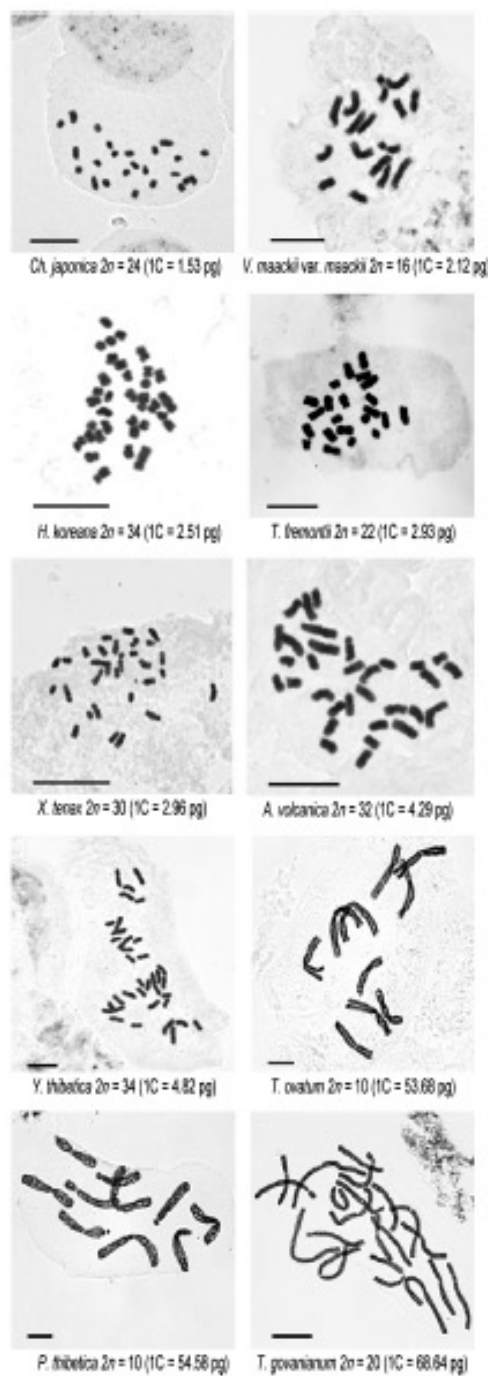 Ch. japonica 2n = 24 (1C = 1.53 pg)
V. maackii var. maackii 2n = 16 (1C = 2.12 pg)
H. koreana 2n = 34 (1C = 2.51 pg)
T. fremontii 2n = 22 (1C = 2.93 pg)
X. tenax 2n = 30 (1C = 2.96 pg)
A. volcanica 2n = 32 (1C = 4.29 pg)
Y. thibetica 2n = 34 (1C = 4.82 pg)
T. ovatum 2n = 10 (1C = 53.68 pg)
P. thibetica 2n = 10 (1C = 54.58 pg)
T. govanianum 2n = 20 (1C = 68.64 pg)